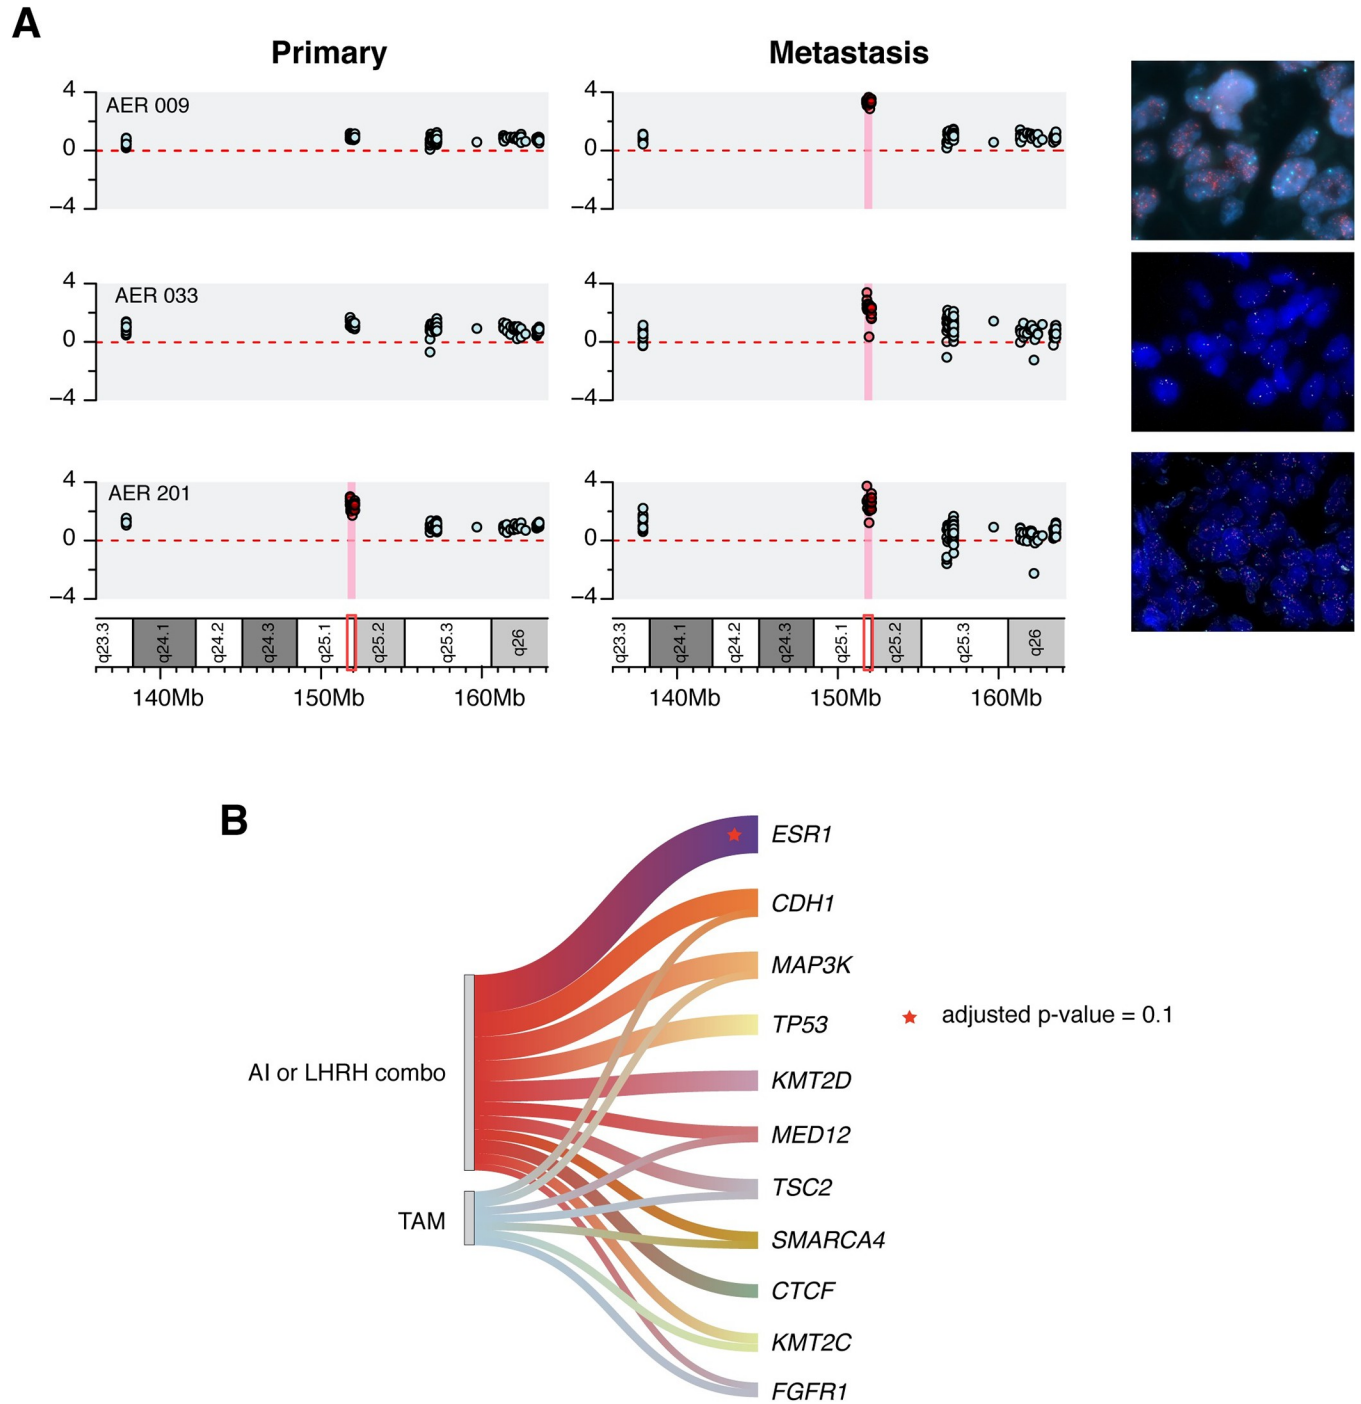 A
Primary
Metastasis
4
0
−4
AER 009
4
0
−4
4
0
−4
AER 033
4
0
−4
4
0
−4
AER 201
4
0
−4
q23.3
q24.1
q24.2
q24.3
q25.1
q25.2
q25.3
q26
q23.3
q24.1
q24.2
q24.3
q25.1
q25.2
q25.3
q26
140Mb
150Mb
160Mb
140Mb
150Mb
160Mb
B
ESR1
CDH1
MAP3K
TP53
KMT2D
MED12
TSC2
SMARCA4
CTCF
KMT2C
FGFR1
AI or LHRH combo
TAM
adjusted p-value = 0.1